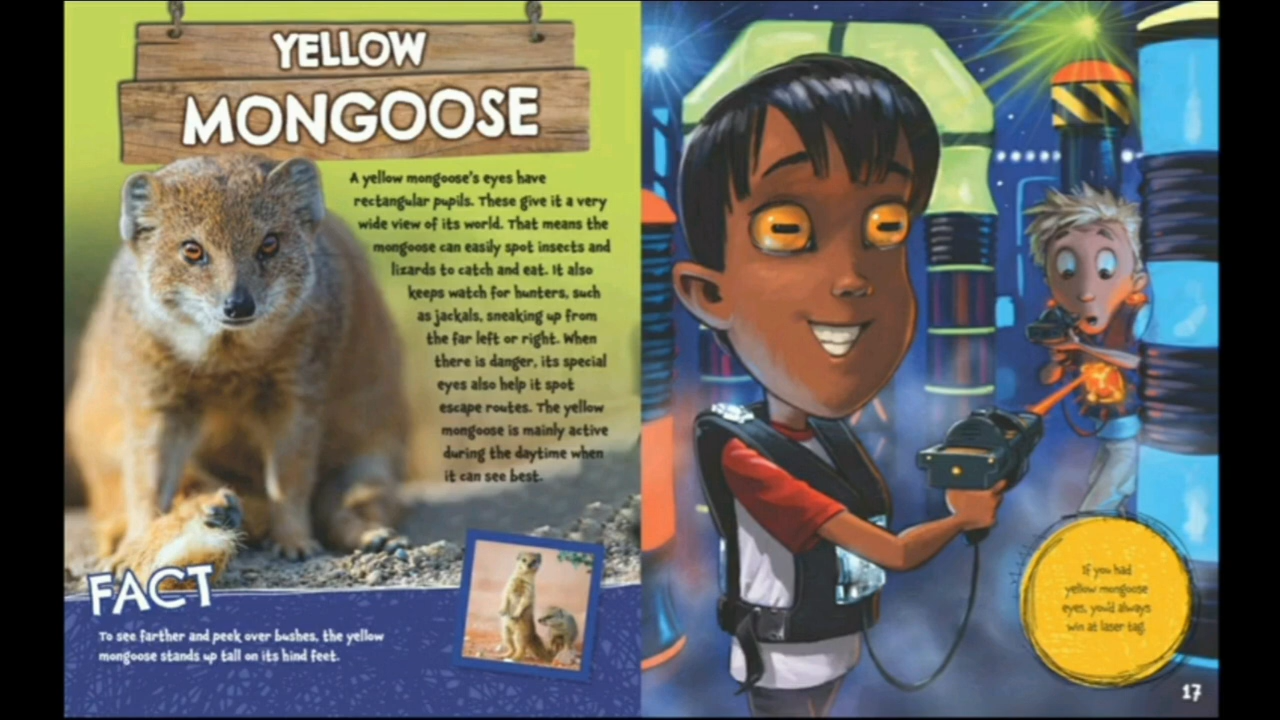 YELLOW
MONGOOSE
A yellow mongoose's eyes have
rectangular pupils. These give it a very
wide view of its world. That means the
mongoose can easily spot insects and
lizards to catch and eat. It also
keeps watch for hunters, such
as jackals, sneaking up from
the far left or right. When
there is danger, its special
eyes also help it spot
escape routes. The yellow
mongoose is mainly active
during the daytime when
it can see best.
FACT
To see farther and peek over bushes, the yellow
mongoose stands up tall on its hind feet.
If you had
yellow mongoose
eyes, you'd always
win at laser tag.
17